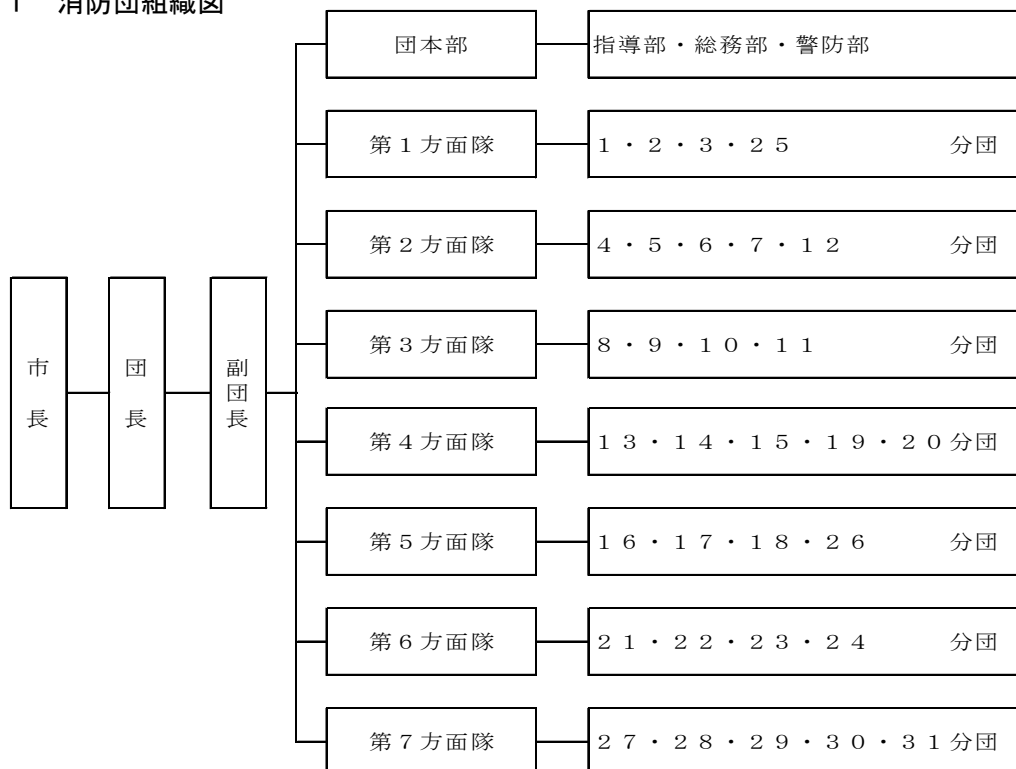 1 消防団組織図
団本部 指導部・総務部・警防部
第1方面隊 1・2・3・25 分団
第2方面隊 4・5・6・7・12 分団
第3方面隊 8・9・10・11 分団
市長 団長 副団長
第4方面隊 13・14・15・19・20分団
第5方面隊 16・17・18・26 分団
第6方面隊 21・22・23・24 分団
第7方面隊 27・28・29・30・31分団